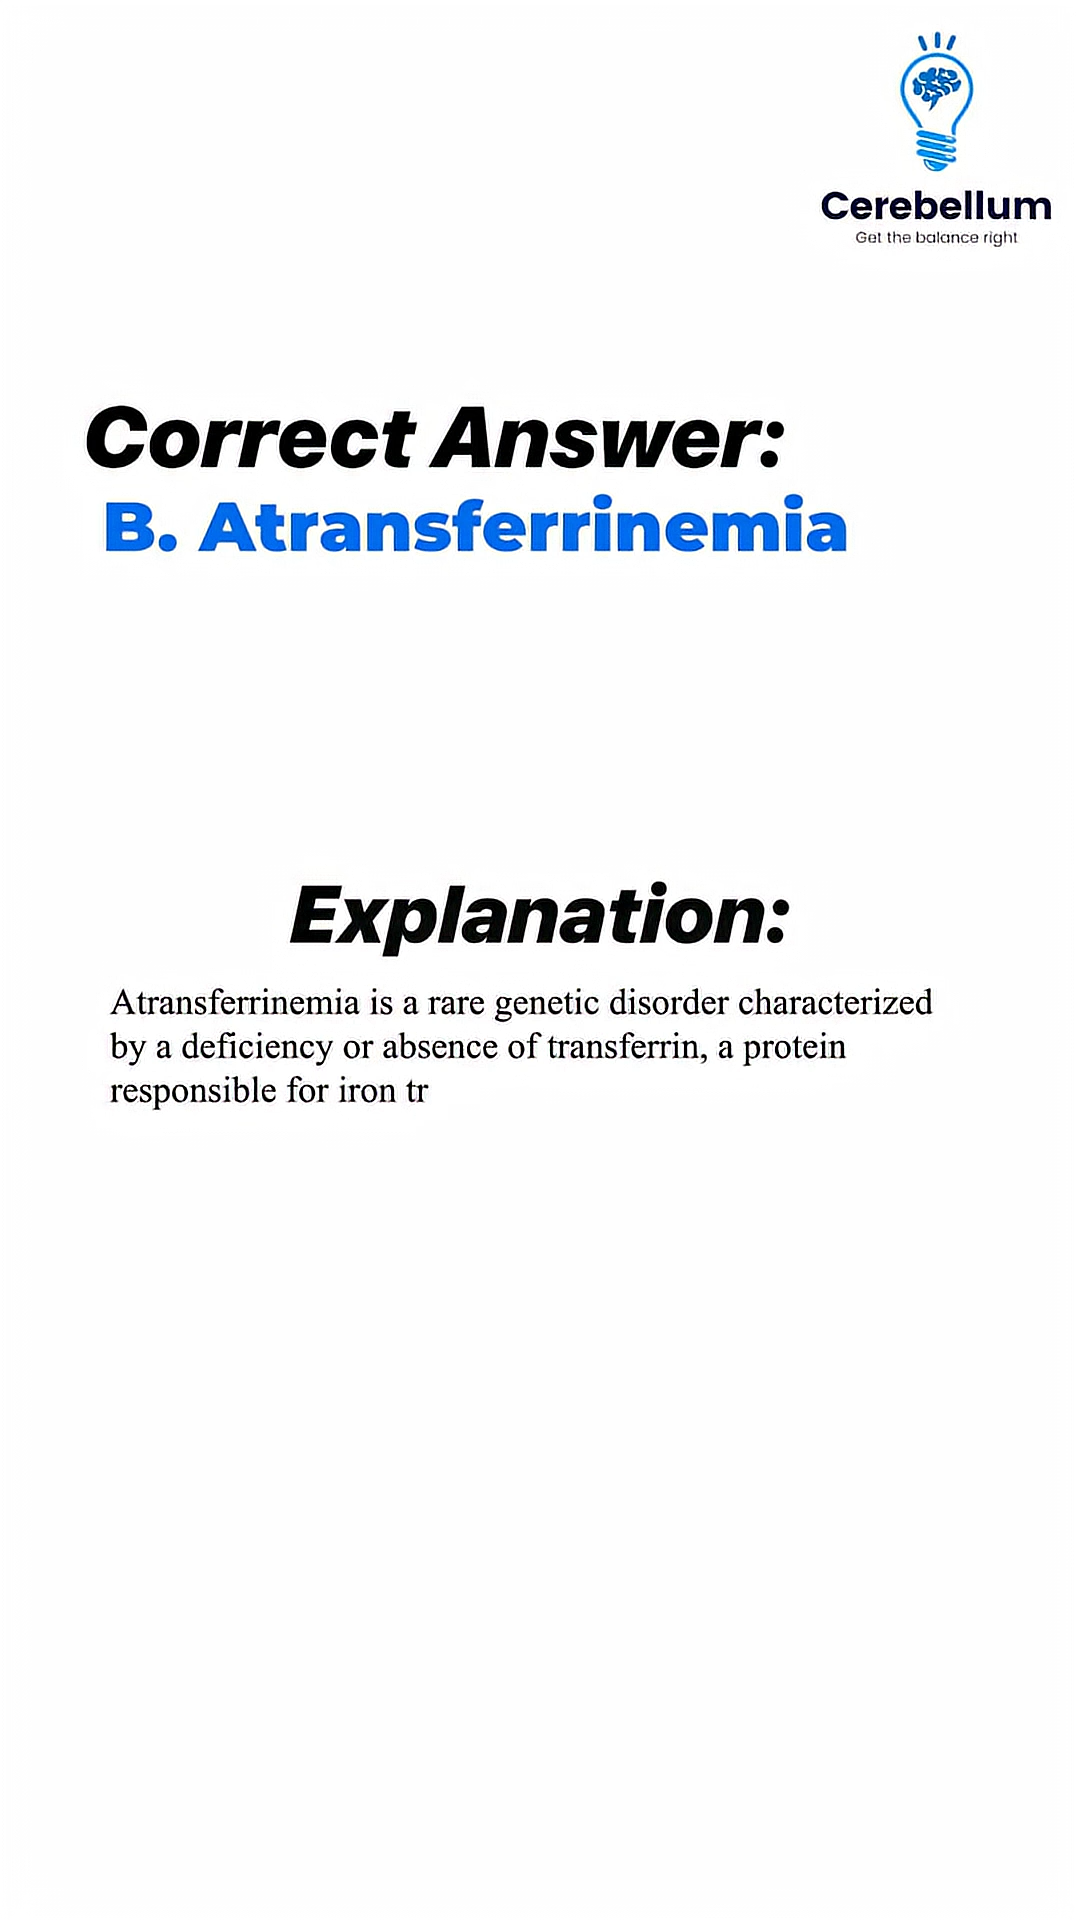 Cerebellum
Get the balance right
Correct Answer:
B. Atransferrinemia
Explanation:
Atransferrinemia is a rare genetic disorder characterized
by a deficiency or absence of transferrin, a protein
responsible for iron tr